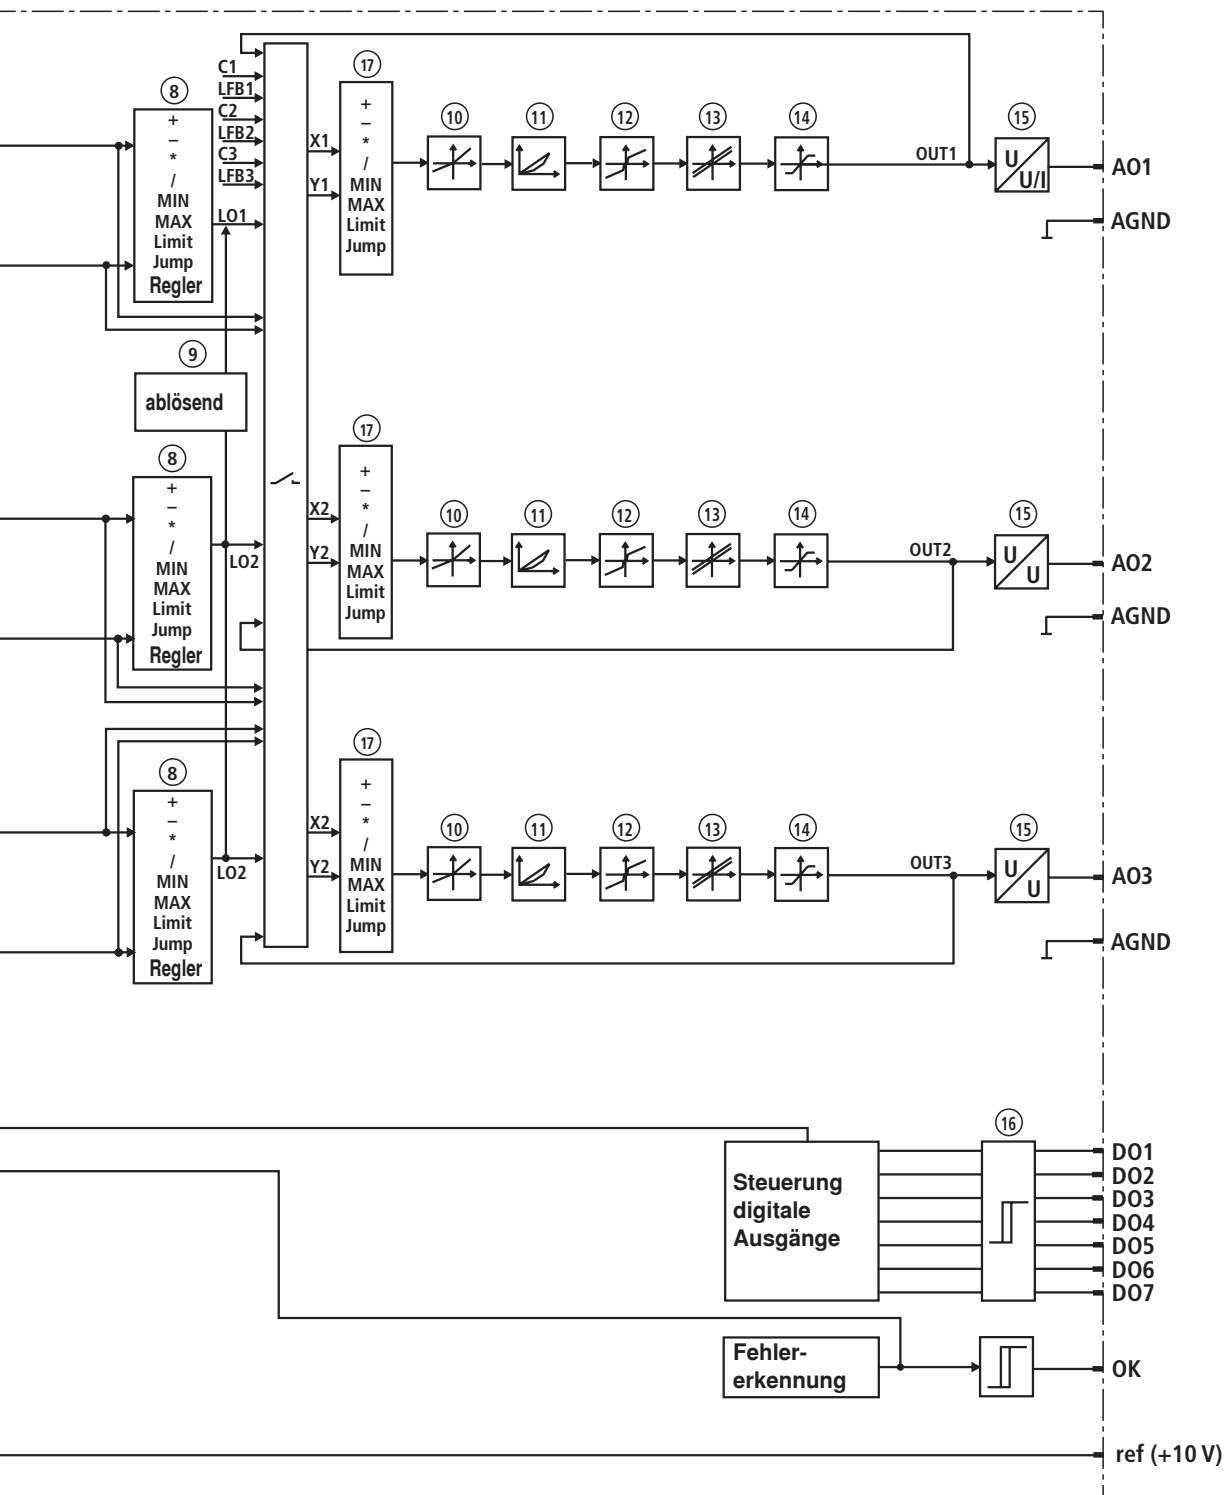 C1
LFB1
C2
LFB2
C3
LFB3
LO1
8
+
–
*
/
MIN
MAX
Limit
Jump
Regler
X1
Y1
17
+
–
*
/
MIN
MAX
Limit
Jump
10
11
12
13
14
OUT1
15
U
U/I
AO1
AGND
9
ablösend
8
+
–
*
/
MIN
MAX
Limit
Jump
Regler
LO2
X2
Y2
17
+
–
*
/
MIN
MAX
Limit
Jump
10
11
12
13
14
OUT2
15
U
U
AO2
AGND
8
+
–
*
/
MIN
MAX
Limit
Jump
Regler
LO2
X2
Y2
17
+
–
*
/
MIN
MAX
Limit
Jump
10
11
12
13
14
OUT3
15
U
U
AO3
AGND
Steuerung
digitale
Ausgänge
16
DO1
DO2
DO3
DO4
DO5
DO6
DO7
Fehler-
erkennung
OK
ref (+10 V)